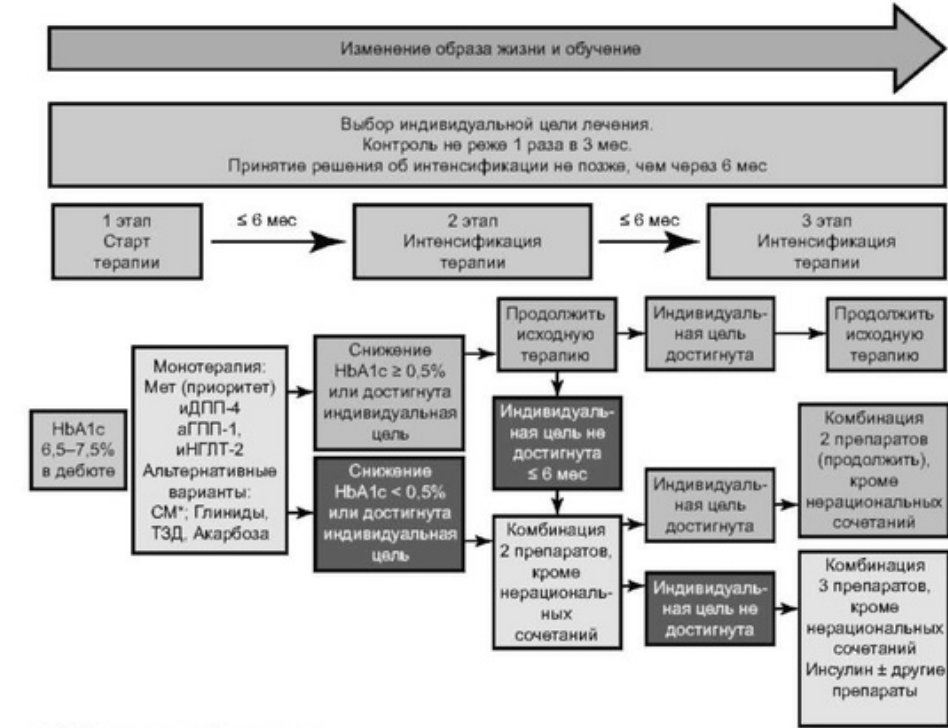 Изменение образа жизни и обучение
Выбор индивидуальной цели лечения.
Контроль не реже 1 раза в 3 мес.
Принятие решения об интенсификации не позже, чем через 6 мес
1 этап
Старт
терапии
≤ 6 мес
2 этап
Интенсификация
терапии
≤ 6 мес
3 этап
Интенсификация
терапии
HbA1c
6,5–7,5%
в дебюте
Монотерапия:
Мет (приоритет)
иДПП-4
аГПП-1,
иНГЛТ-2
Альтернативные
варианты:
СМ*; Глиниды,
ТЗД, Акарбоза
Снижение
HbA1c ≥ 0,5%
или достигнута
индивидуальная
цель
Снижение
HbA1c < 0,5%
или достигнута
индивидуальная
цель
Продолжить
исходную
терапию
Индивидуаль-
ная цель не
достигнута
≤ 6 мес
Комбинация
2 препаратов,
кроме
нерациональ-
ных
сочетаний
Индивидуаль-
ная цель
достигнута
Продолжить
исходную
терапию
Индивидуаль-
ная цель
достигнута
Комбинация
2 препаратов
(продолжить),
кроме
нерациональных
сочетаний
Индивидуаль-
ная цель не
достигнута
Комбинация
3 препаратов,
кроме
нерациональных
сочетаний
Инсулин ± другие
препараты